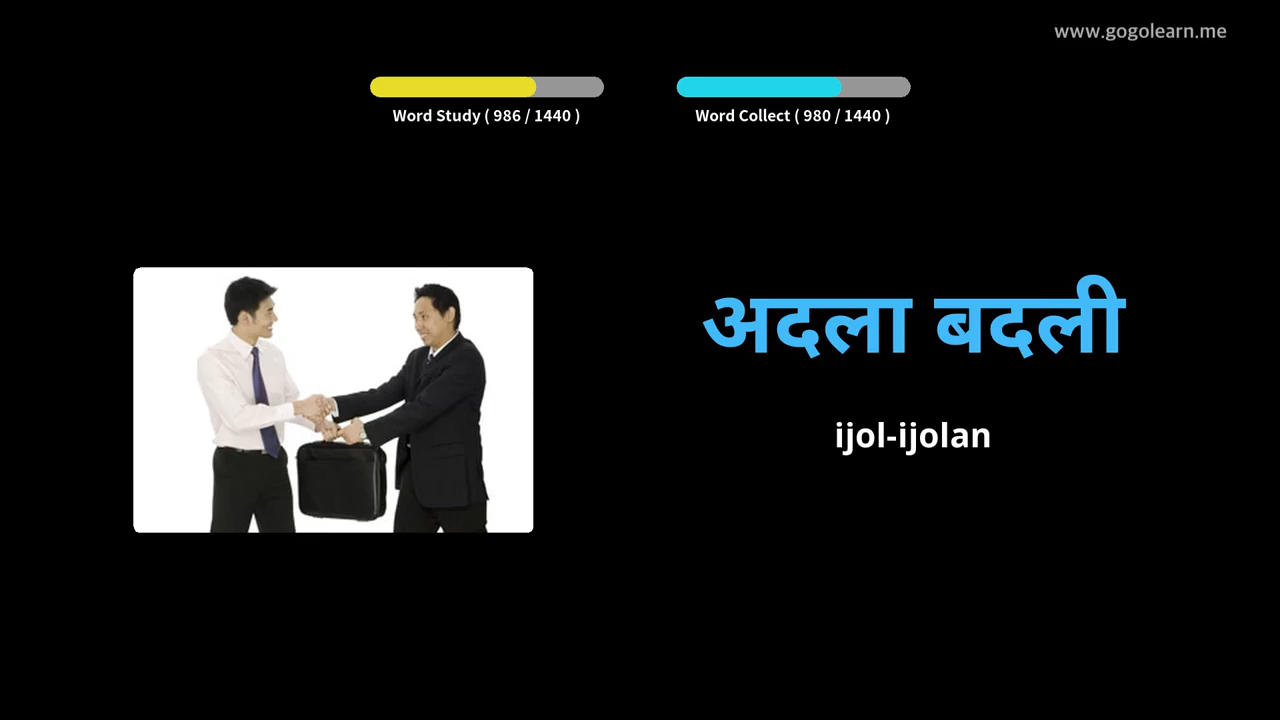 www.gogolearn.me
Word Study ( 986 / 1440 )
Word Collect ( 980 / 1440 )
अदला बदली
ijol-ijolan